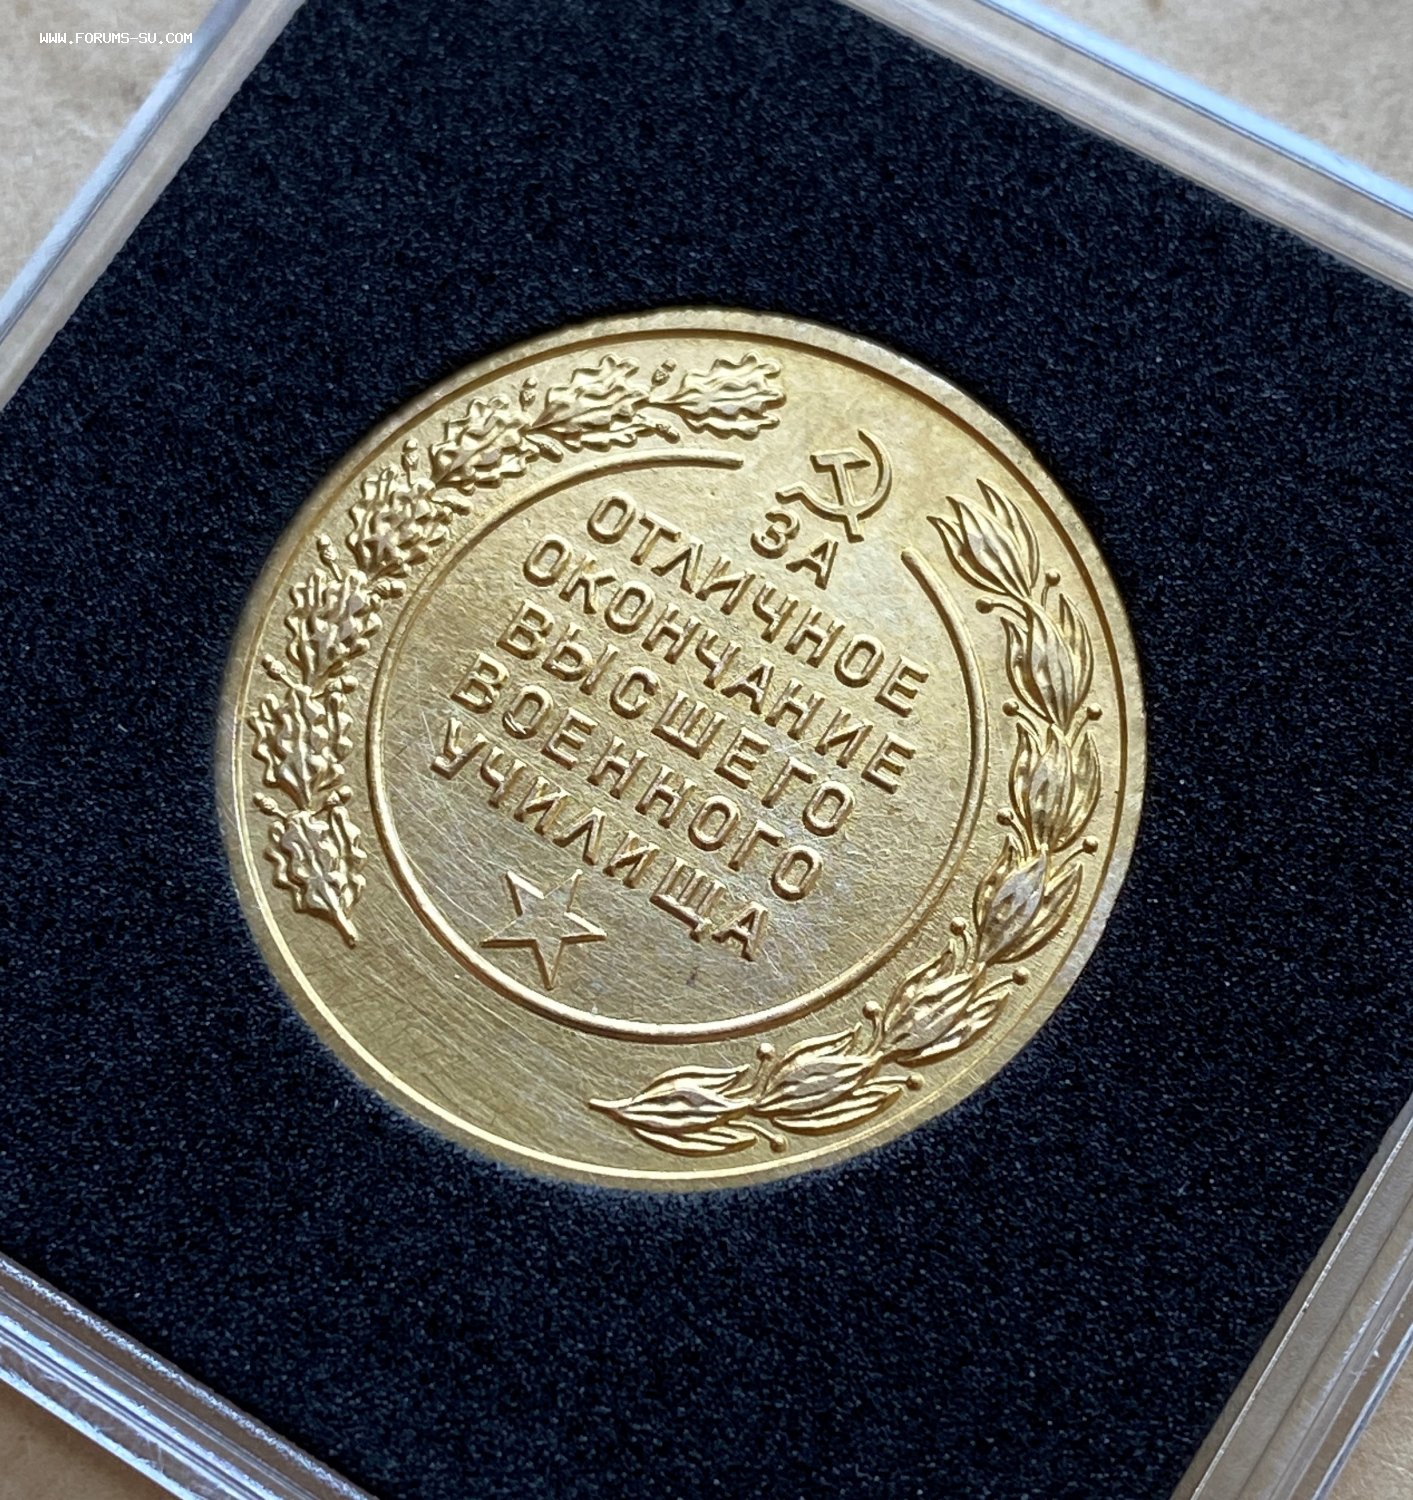 WWW.FORUMS-SU.COM
ЗА
ОТЛИЧНОЕ
ОКОНЧАНИЕ
ВЫСШЕГО
ВОЕННОГО
УЧИЛИЩА